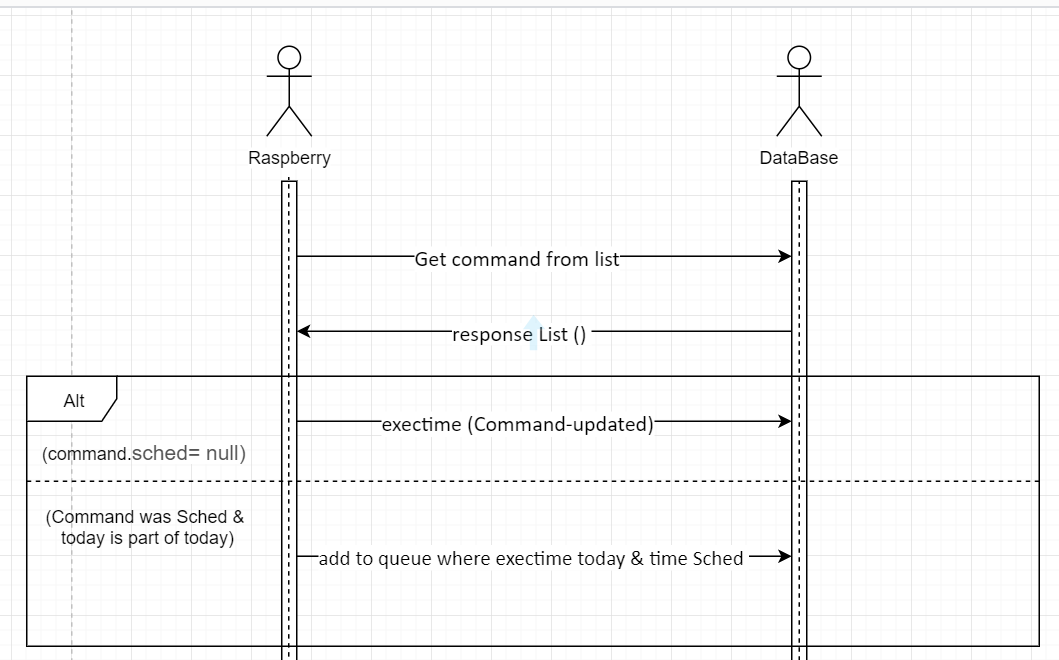 Raspberry
DataBase
Get command from list
response List ()
Alt
exectime (Command-updated)
(command.sched= null)
(Command was Sched &
today is part of today)
add to queue where exectime today & time Sched